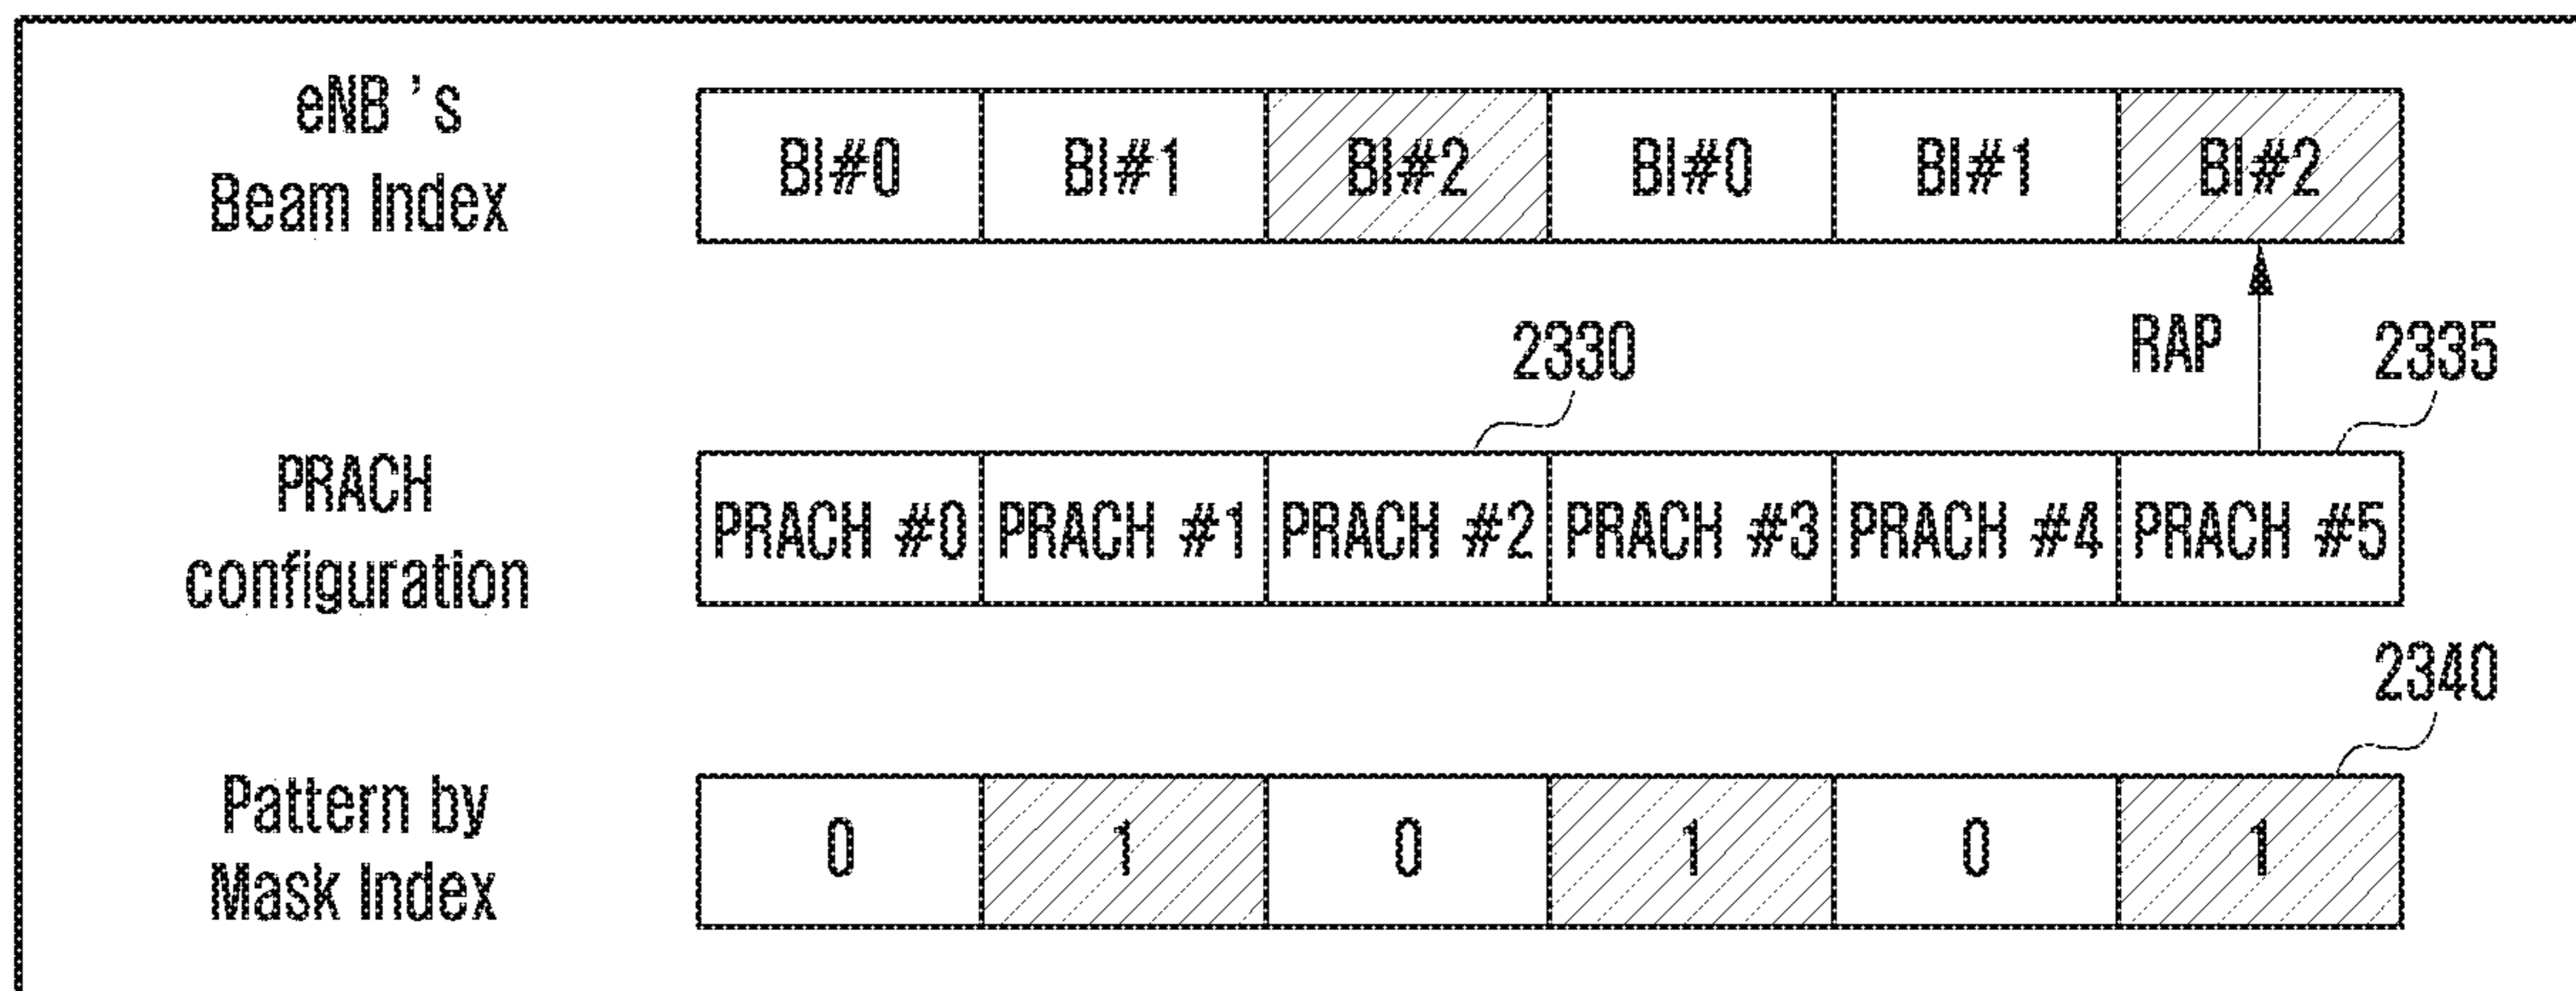 eNB 's
Beam Index
BI#0 BI#1 BI#2 BI#0 BI#1 BI#2
RAP
2330
2335
PRACH
configuration
PRACH #0 PRACH #1 PRACH #2 PRACH #3 PRACH #4 PRACH #5
2340
Pattern by
Mask Index
0 1 0 1 0 1